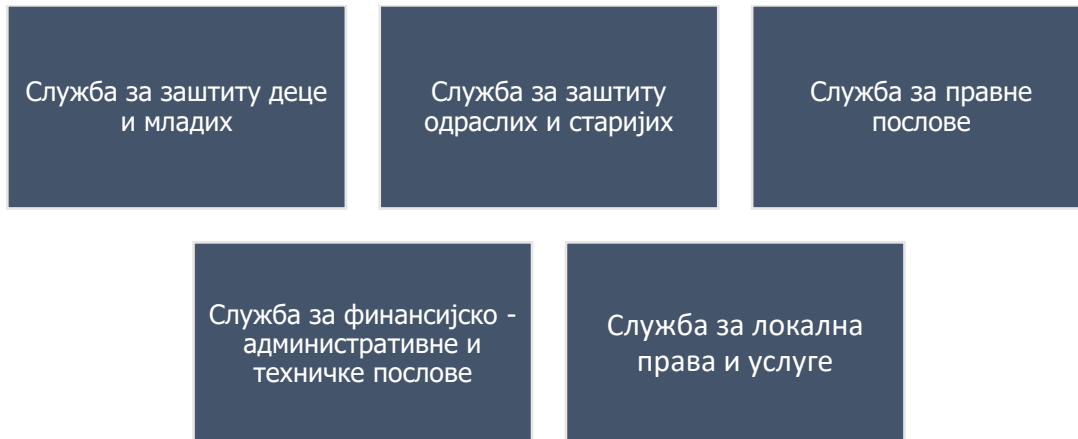 Служба за заштиту деце
и младих
Служба за заштиту
одраслих и старијих
Служба за правне
послове
Служба за финансијско -
административне и
техничке послове
Служба за локална
права и услуге